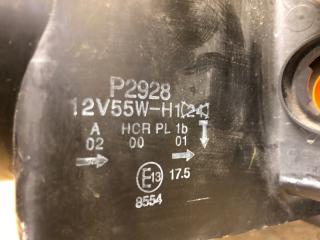 P2928
12V55W-H1[24]
A HCR PL 1b
02 00 01
E13 17.5
8554